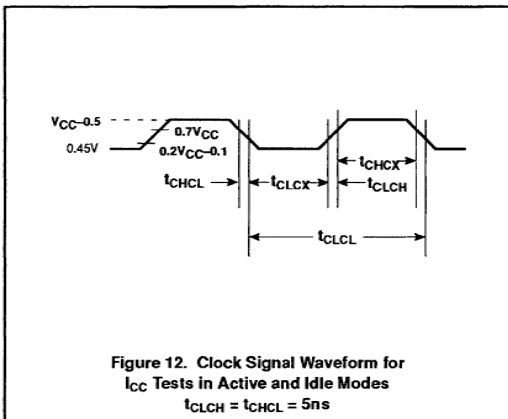 VCC–0.5
0.7VCC
0.45V
0.2VCC–0.1
tCHCX
tCHCL
tCLCX
tCLCH
tCLCL
Figure 12. Clock Signal Waveform for
ICC Tests in Active and Idle Modes
tCLCH = tCHCL = 5ns